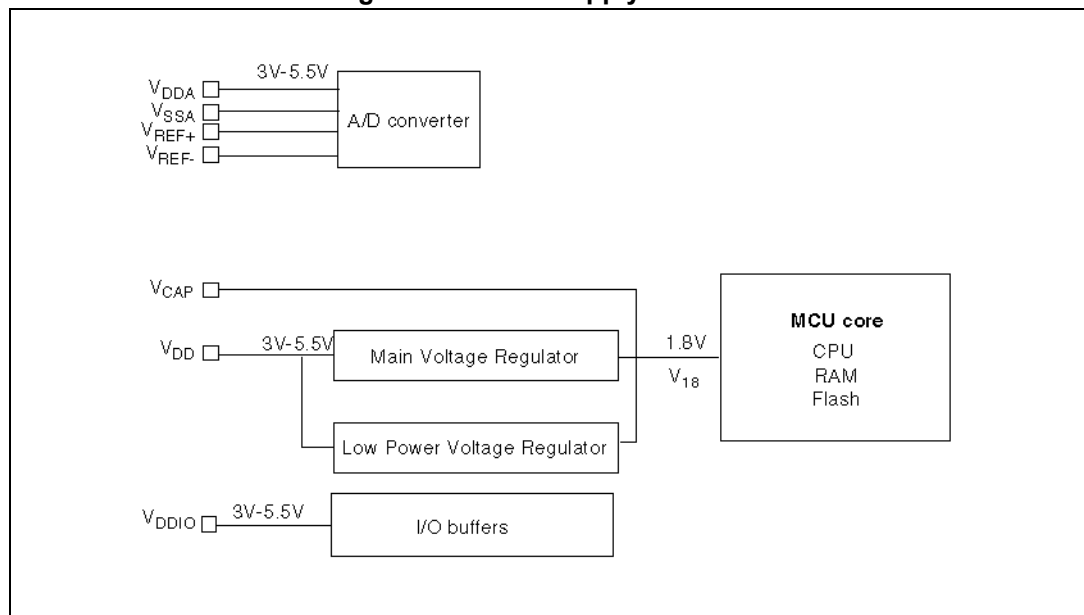 3V-5.5V
VDDA
VSSA
VREF+
VREF-
A/D converter
VCAP
VDD
3V-5.5V
Main Voltage Regulator
1.8V
V18
MCU core
CPU
RAM
Flash
Low Power Voltage Regulator
VDDIO
3V-5.5V
I/O buffers